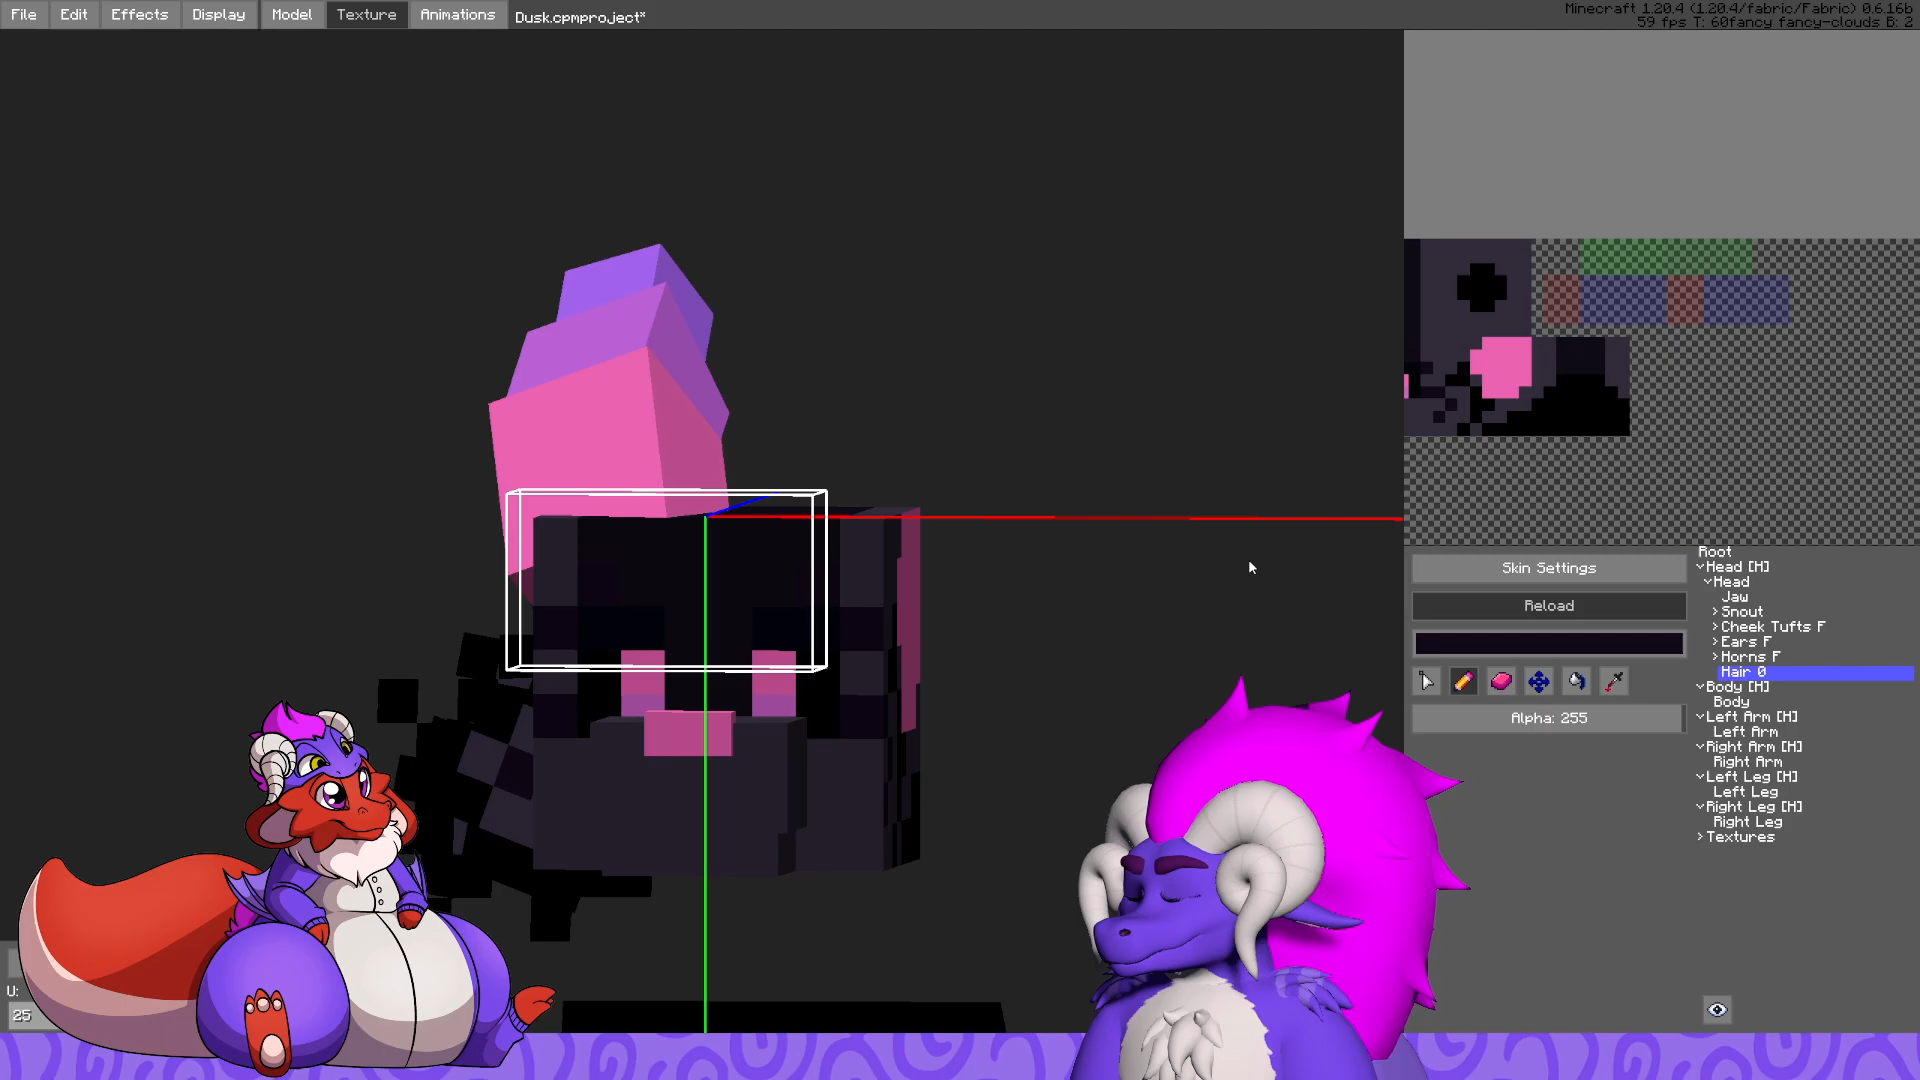 File Edit Effects Display Model Texture Animations Dusk.cpmproject*
Minecraft 1.20.4 (1.20.4/fabric/Fabric) 0.6.16b
59 fps T: 60fancy fancy-clouds B: 2
Skin Settings
Reload
Alpha: 255
Root
Head [H]
Head
Jaw
Snout
Cheek Tufts F
Ears F
Horns F
Hair 0
Body [H]
Body
Left Arm [H]
Left Arm
Right Arm [H]
Right Arm
Left Leg [H]
Left Leg
Right Leg [H]
Right Leg
Textures
U:
25